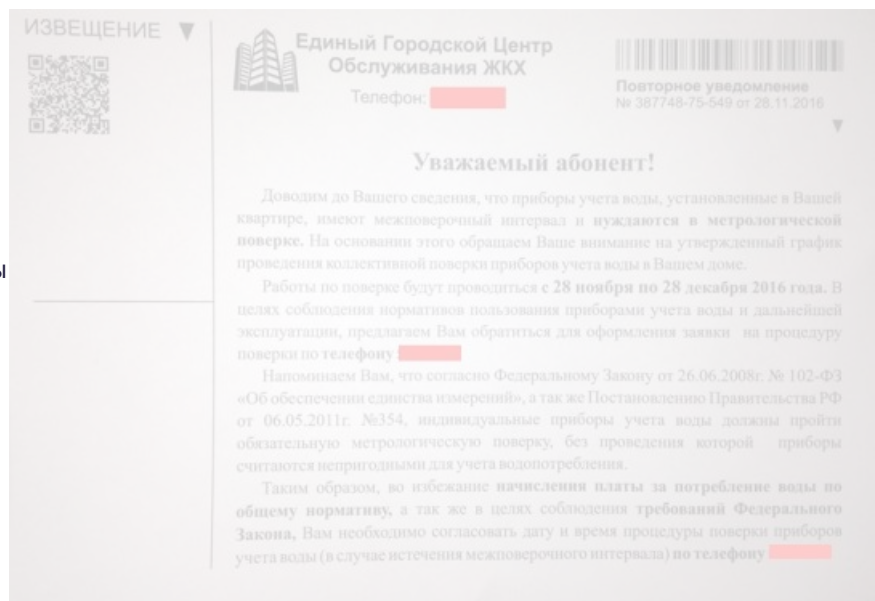 ИЗВЕЩЕНИЕ
Единый Городской Центр
Обслуживания ЖКХ
Телефон:
Повторное уведомление
№ 387748-75-549 от 28.11.2016
Уважаемый абонент!
Доводим до Вашего сведения, что приборы учета воды, установленные в Вашей
квартире, имеют межповерочный интервал и нуждаются в метрологической
поверке. На основании этого обращаем Ваше внимание на утвержденный график
проведения коллективной поверки приборов учета воды в Вашем доме.
Работы по поверке будут проводиться с 28 ноября по 28 декабря 2016 года. В
целях соблюдения нормативов пользования приборами учета воды и дальнейшей
эксплуатации, предлагаем Вам обратиться для оформления заявки на процедуру
поверки по телефону
Напоминаем Вам, что согласно Федеральному Закону от 26.06.2008г. № 102-ФЗ
«Об обеспечении единства измерений», а так же Постановлению Правительства РФ
от 06.05.2011г. №354, индивидуальные приборы учета воды должны пройти
обязательную метрологическую поверку, без проведения которой приборы
считаются непригодными для учета водопотребления.
Таким образом, во избежание начисления платы за потребление воды по
общему нормативу, а так же в целях соблюдения требований Федерального
Закона, Вам необходимо согласовать дату и время процедуры поверки приборов
учета воды (в случае истечения межповерочного интервала) по телефону
ы